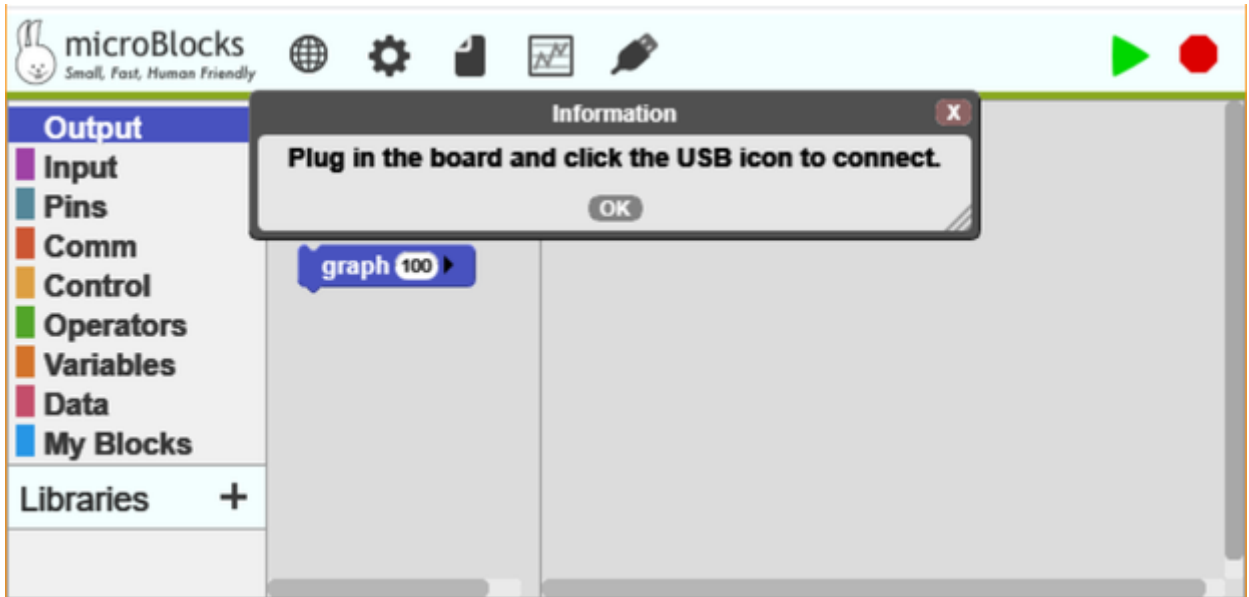 microBlocks
Small, Fast, Human Friendly
Information
X
Plug in the board and click the USB icon to connect.
OK
Output
Input
Pins
Comm
Control
Operators
Variables
Data
My Blocks
Libraries +
graph 100